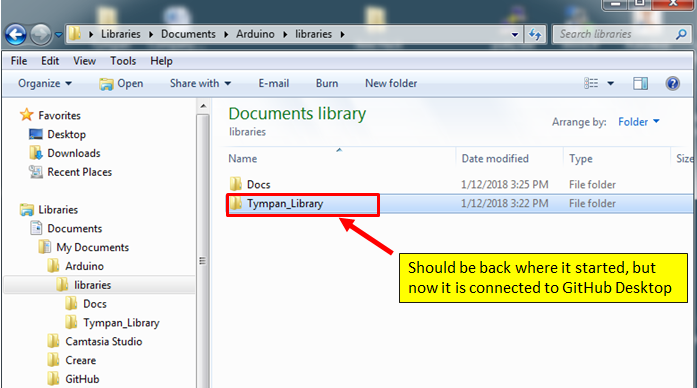 Libraries ▸ Documents ▸ Arduino ▸ libraries ▸
Search libraries
File Edit View Tools Help
Organize Open Share with E-mail Burn New folder
Favorites
Desktop
Downloads
Recent Places
Libraries
Documents
My Documents
Arduino
libraries
Docs
Tympan_Library
Camtasia Studio
Creare
GitHub
Documents library
libraries
Arrange by: Folder
Name Date modified Type Size
Docs 1/12/2018 3:25 PM File folder
Tympan_Library 1/12/2018 3:22 PM File folder
Should be back where it started, but
now it is connected to GitHub Desktop